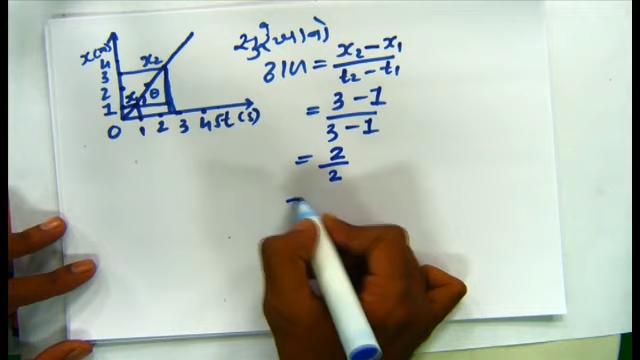 x(m)
4
3
2
1
0 1 2 3 4 5 t(s)
x₂
x₁
θ
= x₂ - x₁ / t₂ - t₁
= 3 - 1 / 3 - 1
= 2 / 2